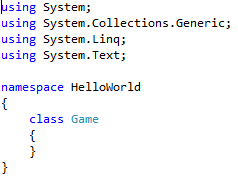 using System;
using System.Collections.Generic;
using System.Linq;
using System.Text;

namespace HelloWorld
{
    class Game
    {
    }
}